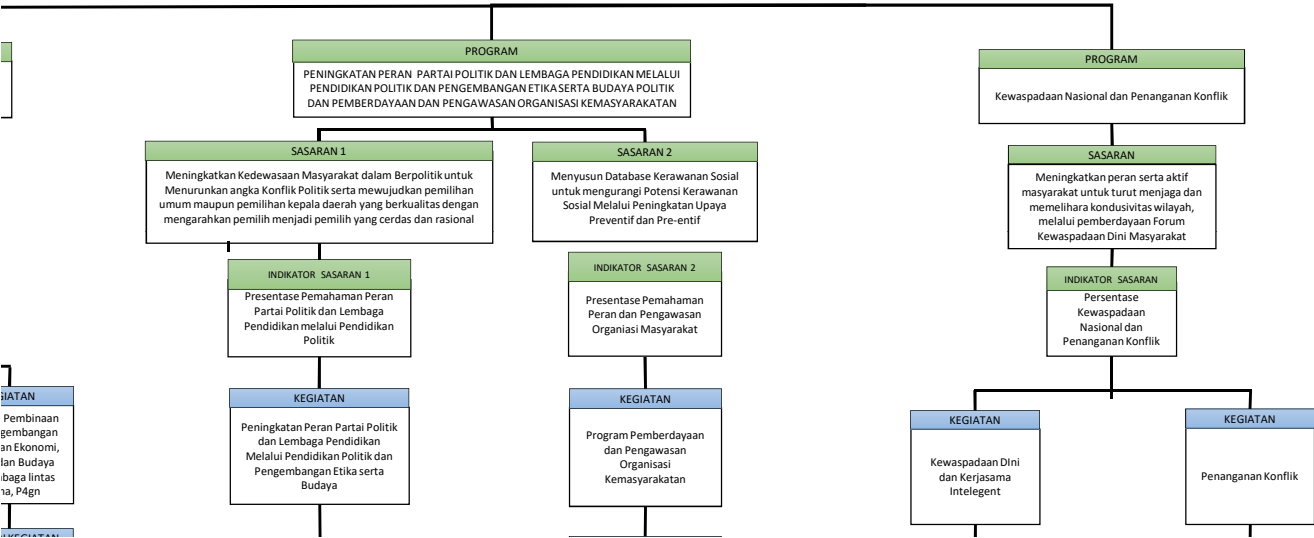 PROGRAM
PENINGKATAN PERAN PARTAI POLITIK DAN LEMBAGA PENDIDIKAN MELALUI
PENDIDIKAN POLITIK DAN PENGEMBANGAN ETIKA SERTA BUDAYA POLITIK
DAN PEMBERDAYAAN DAN PENGAWASAN ORGANISASI KEMASYARAKATAN
SASARAN 1
Meningkatkan Kedewasaan Masyarakat dalam Berpolitik untuk
Menurunkan angka Konflik Politik serta mewujudkan pemilihan
umum maupun pemilihan kepala daerah yang berkualitas dengan
mengarahkan pemilih menjadi pemilih yang cerdas dan rasional
SASARAN 2
Menyusun Database Kerawanan Sosial
untuk mengurangi Potensi Kerawanan
Sosial Melalui Peningkatan Upaya
Preventif dan Pre-entif
INDIKATOR SASARAN 1
Presentase Pemahaman Peran
Partai Politik dan Lembaga
Pendidikan melalui Pendidikan
Politik
INDIKATOR SASARAN 2
Presentase Pemahaman
Peran dan Pengawasan
Organiasi Masyarakat
KEGIATAN
Peningkatan Peran Partai Politik
dan Lembaga Pendidikan
Melalui Pendidikan Politik dan
Pengembangan Etika serta
Budaya
KEGIATAN
Program Pemberdayaan
dan Pengawasan
Organisasi
Kemasyarakatan
PROGRAM
Kewaspadaan Nasional dan Penanganan Konflik
SASARAN
Meningkatkan peran serta aktif
masyarakat untuk turut menjaga dan
memelihara kondusivitas wilayah,
melalui pemberdayaan Forum
Kewaspadaan Dini Masyarakat
INDIKATOR SASARAN
Persentase
Kewaspadaan
Nasional dan
Penanganan Konflik
KEGIATAN
Kewaspadaan DIni
dan Kerjasama
Intelegent
KEGIATAN
Penanganan Konflik
GIATAN
Pembinaan
gembangan
an Ekonomi,
dan Budaya
baga lintas
na, P4gn
KEGIATAN